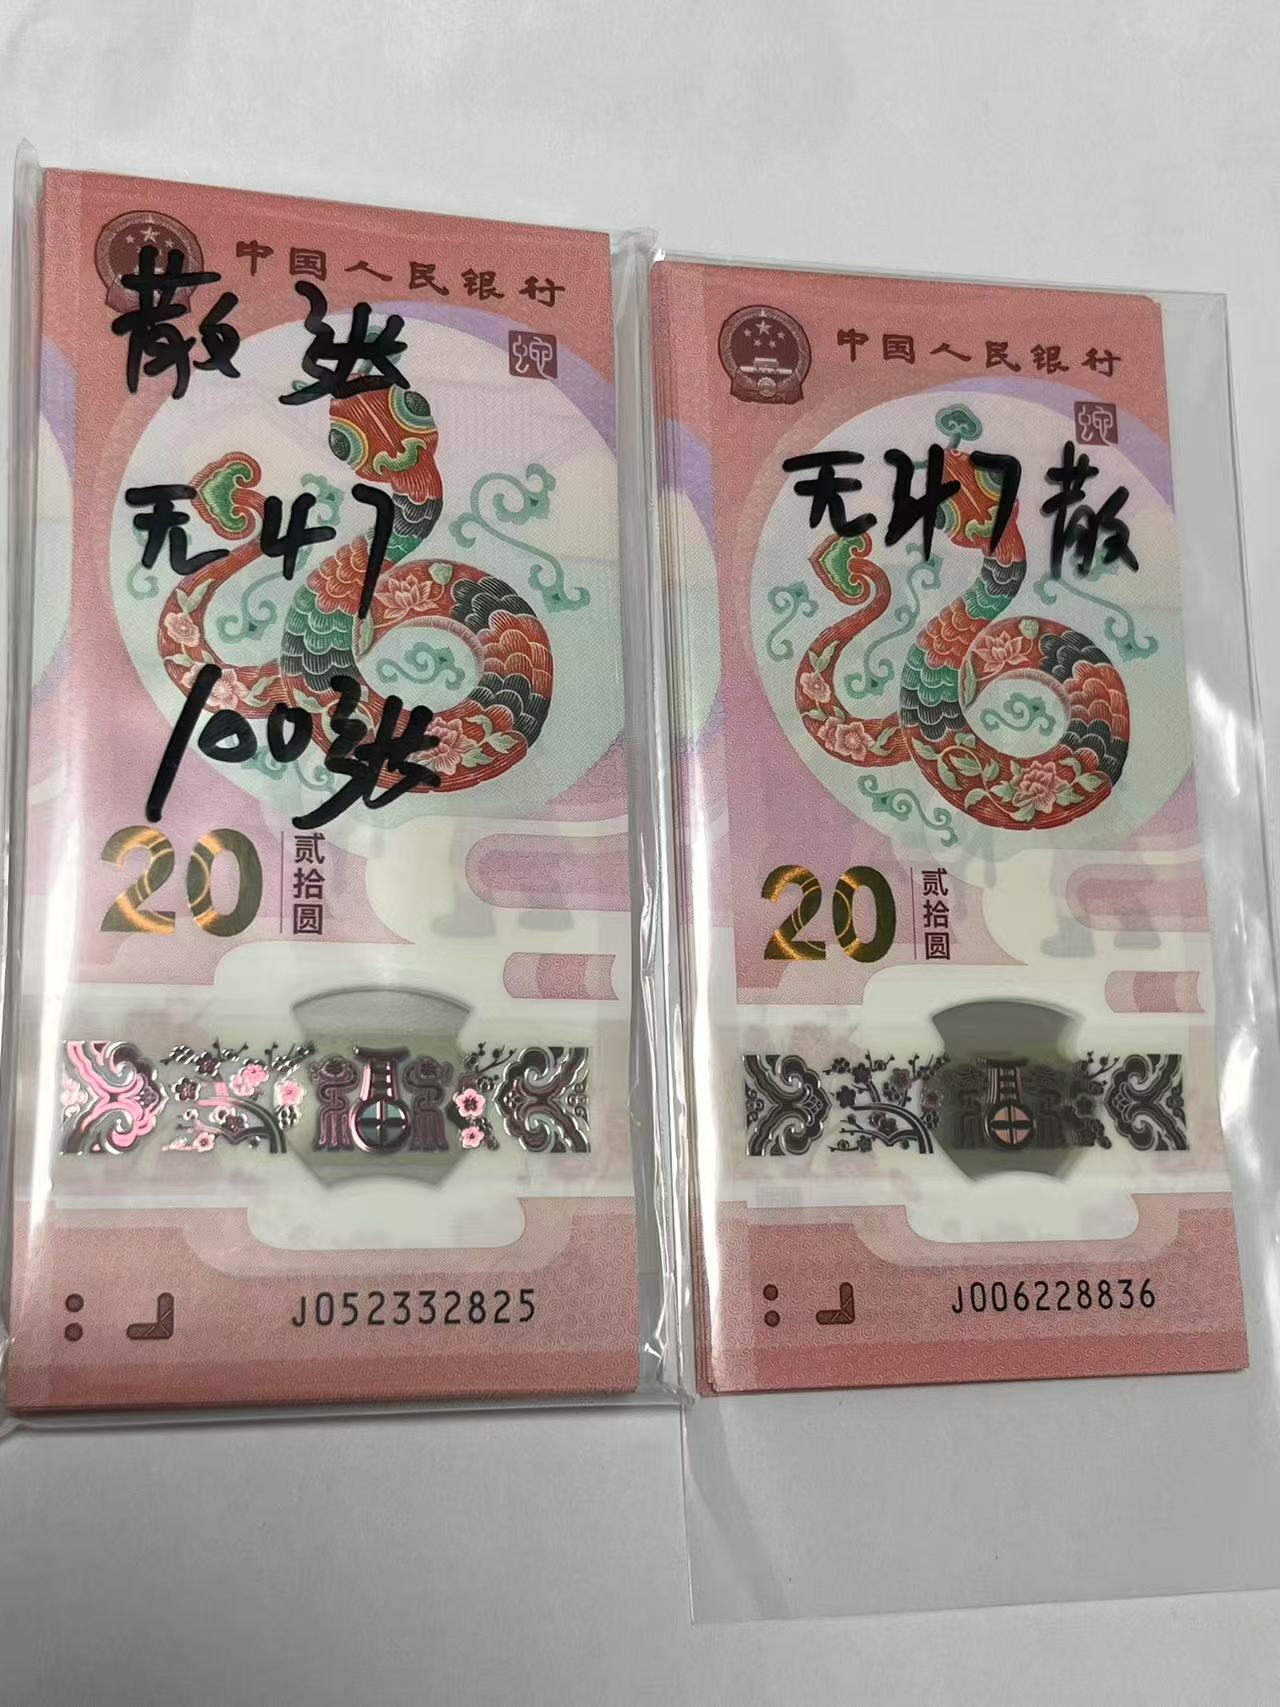 中国人民银行
蛇
散张
无47
100张
20 贰拾圆
J052332825
中国人民银行
蛇
无47散
20 贰拾圆
J006228836